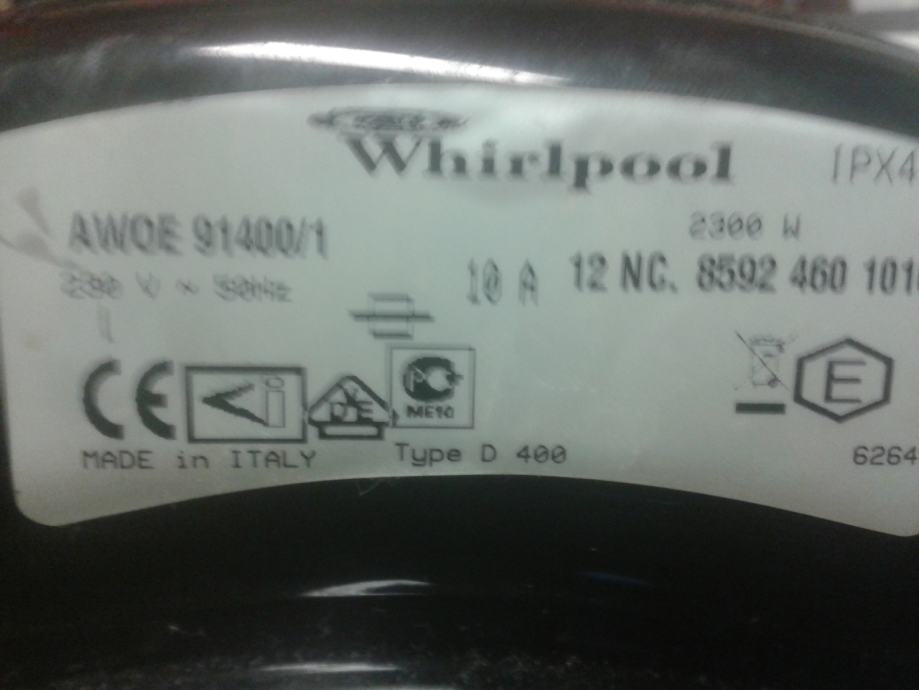 Whirlpool
IPX4
AWOE 91400/1
2300 W
230 V ~ 50Hz
10 A
12 NC. 8592 460 101
CE
i
ME10
E
MADE in ITALY
Type D 400
6264